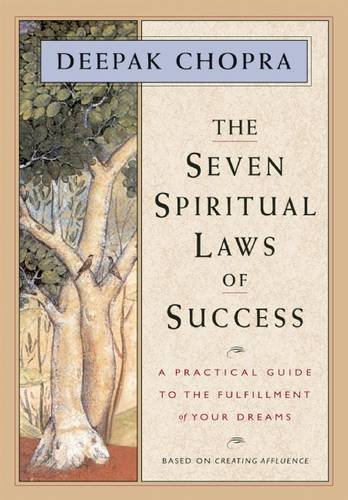 DEEPAK CHOPRA
THE
SEVEN
SPIRITUAL
LAWS
OF
SUCCESS
A PRACTICAL GUIDE
TO THE FULFILLMENT
of YOUR DREAMS
BASED ON CREATING AFFLUENCE